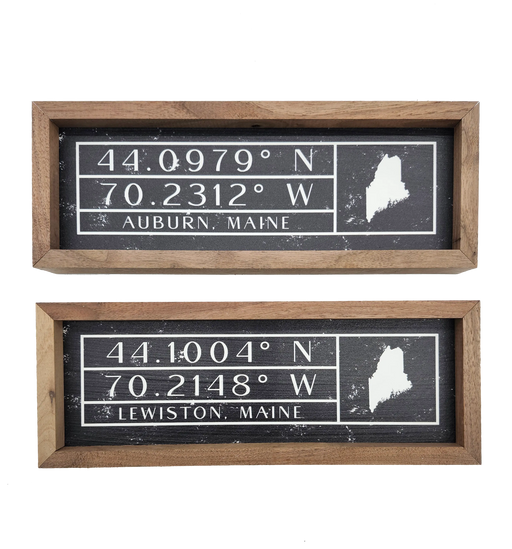 44.0979° N
70.2312° W
AUBURN, MAINE
44.1004° N
70.2148° W
LEWISTON, MAINE